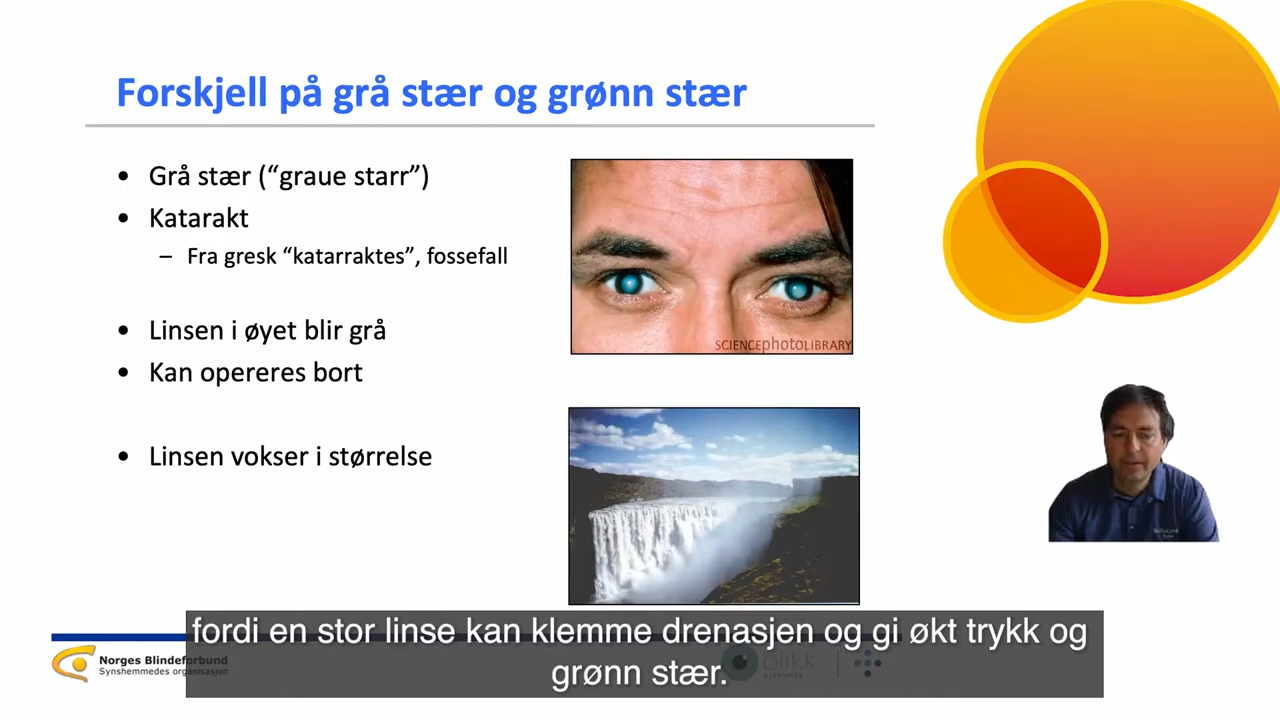 Forskjell på grå stær og grønn stær
• Grå stær (“graue starr”)
• Katarakt
– Fra gresk “katarraktes”, fossefall
• Linsen i øyet blir grå
• Kan opereres bort
• Linsen vokser i størrelse
SCIENCEphotoLIBRARY
fordi en stor linse kan klemme drenasjen og gi økt trykk og
grønn stær.
Norges Blindeforbund
Synshemmedes organisasjon
blikk